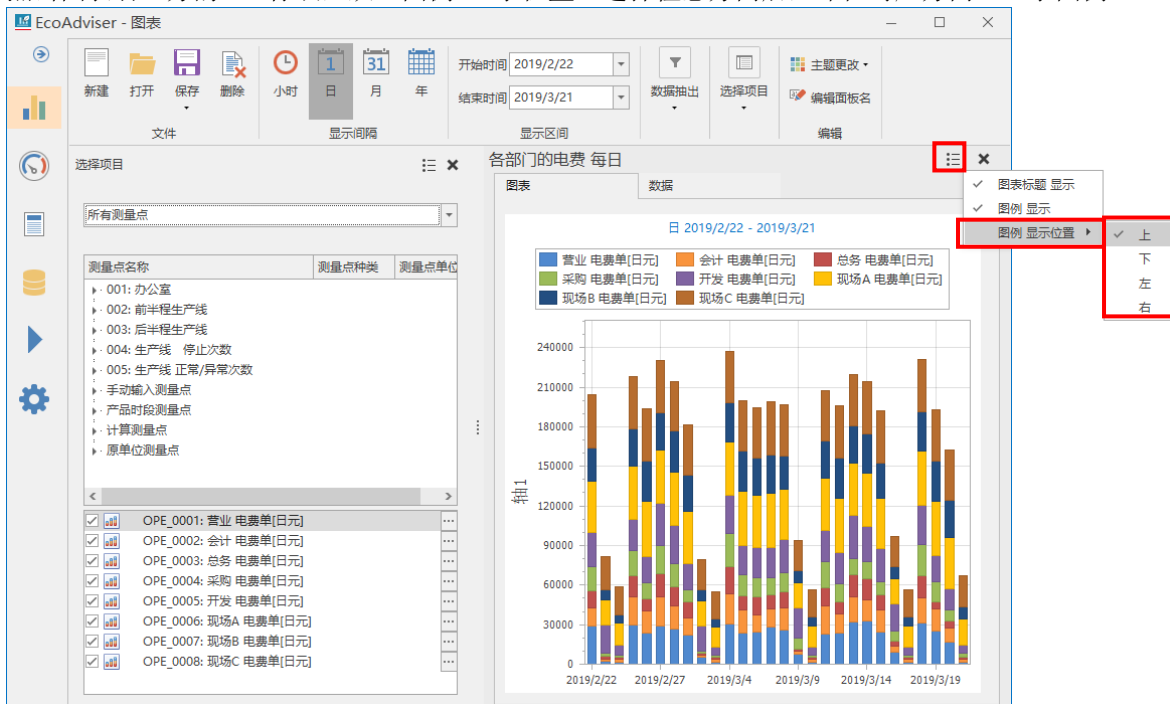 EcoAdviser - 图表
新建 打开 保存 删除 小时 日 月 年
1 31
开始时间 2019/2/22
结束时间 2019/3/21
数据抽出 选择项目
主题更改
编辑面板名
文件 显示间隔 显示区间 编辑
选择项目
所有测量点
测量点名称 测量点种类 测量点单位
001: 办公室
002: 前半程生产线
003: 后半程生产线
004: 生产线 停止次数
005: 生产线 正常/异常次数
手动输入测量点
产品时段测量点
计算测量点
原单位测量点
OPE_0001: 营业 电费单[日元]
OPE_0002: 会计 电费单[日元]
OPE_0003: 总务 电费单[日元]
OPE_0004: 采购 电费单[日元]
OPE_0005: 开发 电费单[日元]
OPE_0006: 现场A 电费单[日元]
OPE_0007: 现场B 电费单[日元]
OPE_0008: 现场C 电费单[日元]
各部门的电费 每日
图表 数据
日 2019/2/22 - 2019/3/21
营业 电费单[日元] 会计 电费单[日元] 总务 电费单[日元]
采购 电费单[日元] 开发 电费单[日元] 现场A 电费单[日元]
现场B 电费单[日元] 现场C 电费单[日元]
轴1
240000
210000
180000
150000
120000
90000
60000
30000
0
2019/2/22 2019/2/27 2019/3/4 2019/3/9 2019/3/14 2019/3/19
图表标题 显示
图例 显示
图例 显示位置
上
下
左
右